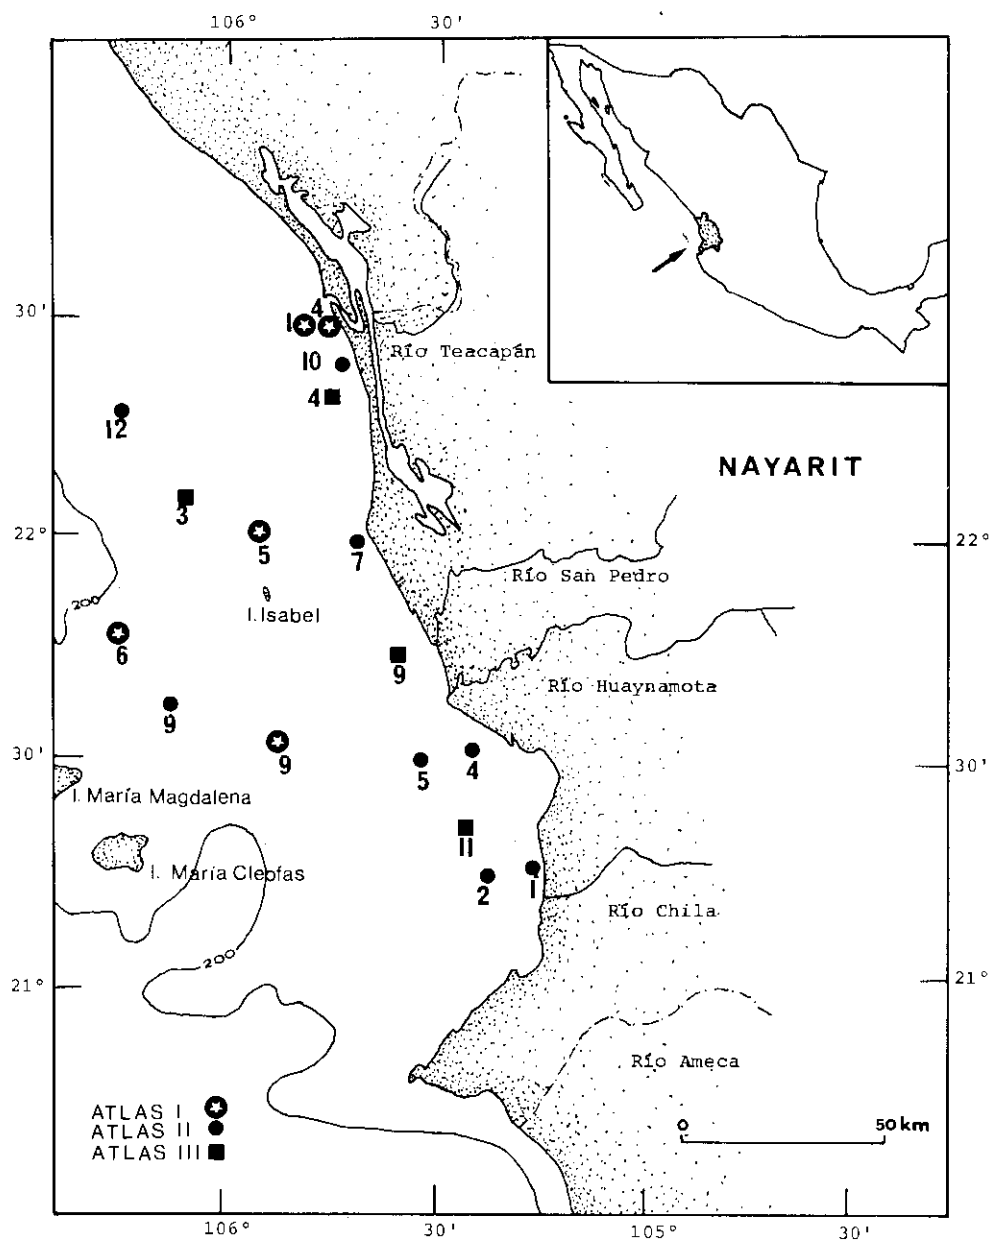 106°
30'
30'
4
1
10
Río Teacapán
4
12
NAYARIT
3
5
7
22°
22°
Río San Pedro
200
I. Isabel
6
9
Río Huaynamota
9
9
30'
5
4
30'
I. María Magdalena
11
I. María Cleofas
2
1
Río Chila
200
21°
21°
Río Ameca
ATLAS I
ATLAS II
ATLAS III
0 50 km
106°
30'
105°
30'